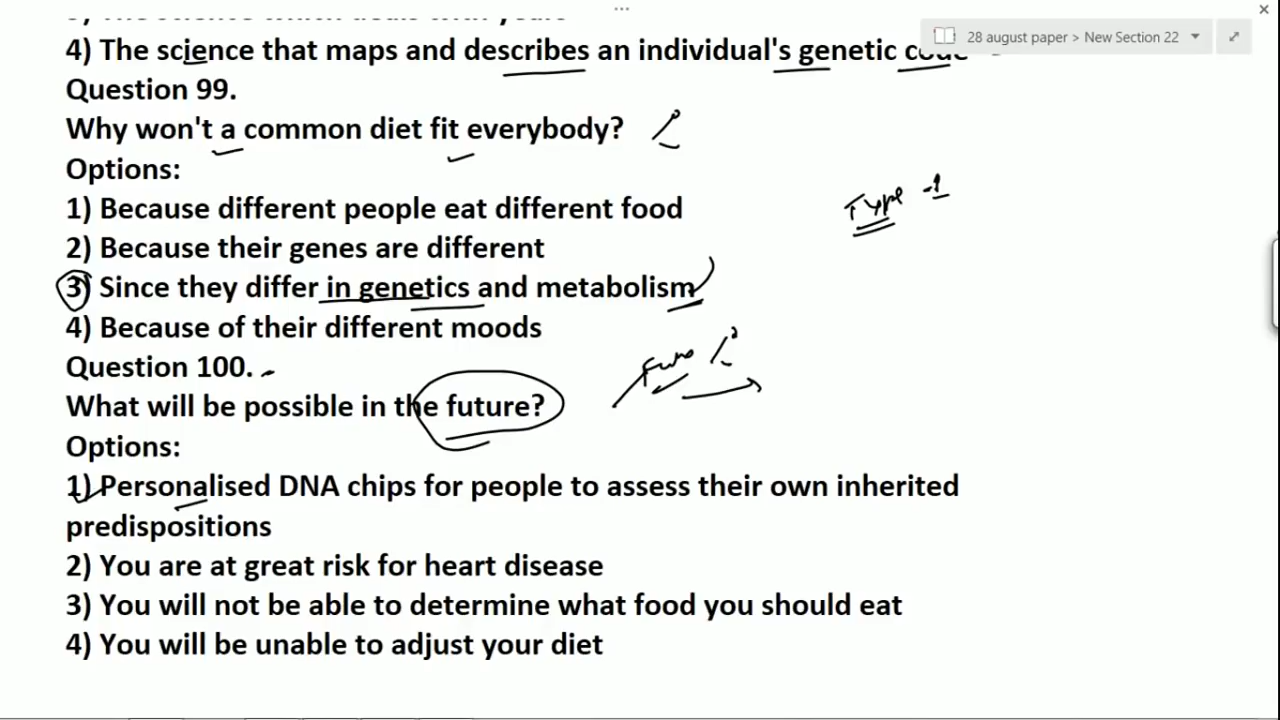 4) The science that maps and describes an individual's genetic code
28 august paper > New Section 22
Question 99.
Why won't a common diet fit everybody?
Options:
1) Because different people eat different food
Type -1
2) Because their genes are different
3) Since they differ in genetics and metabolism
4) Because of their different moods
Question 100.
What will be possible in the future?
Options:
1) Personalised DNA chips for people to assess their own inherited
predispositions
2) You are at great risk for heart disease
3) You will not be able to determine what food you should eat
4) You will be unable to adjust your diet